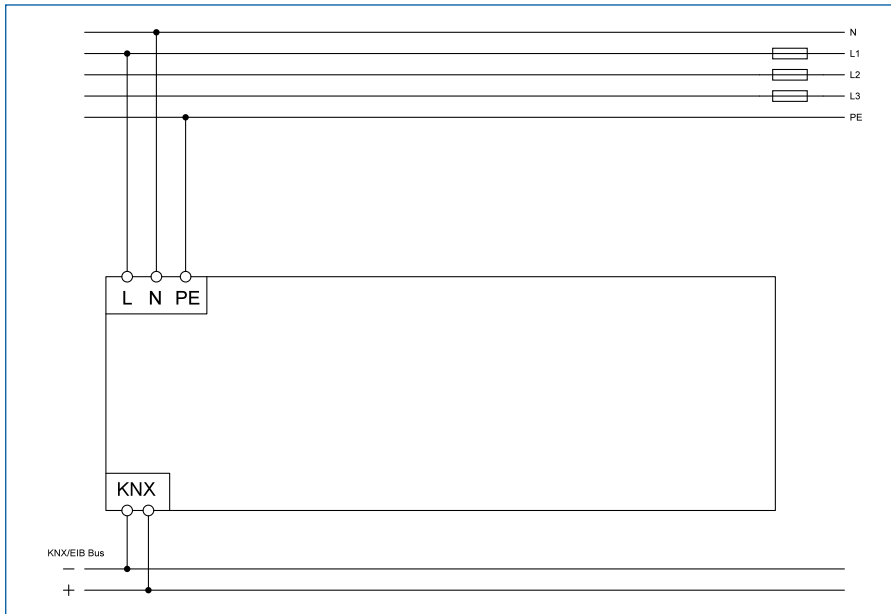 N
L1
L2
L3
PE
L N PE
KNX
KNX/EIB Bus
−
+